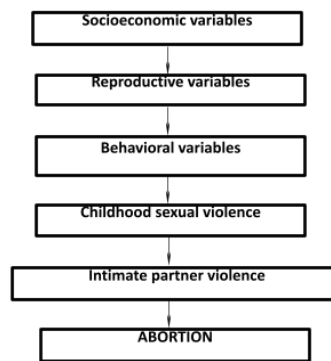 Socioeconomic variables
Reproductive variables
Behavioral variables
Childhood sexual violence
Intimate partner violence
ABORTION